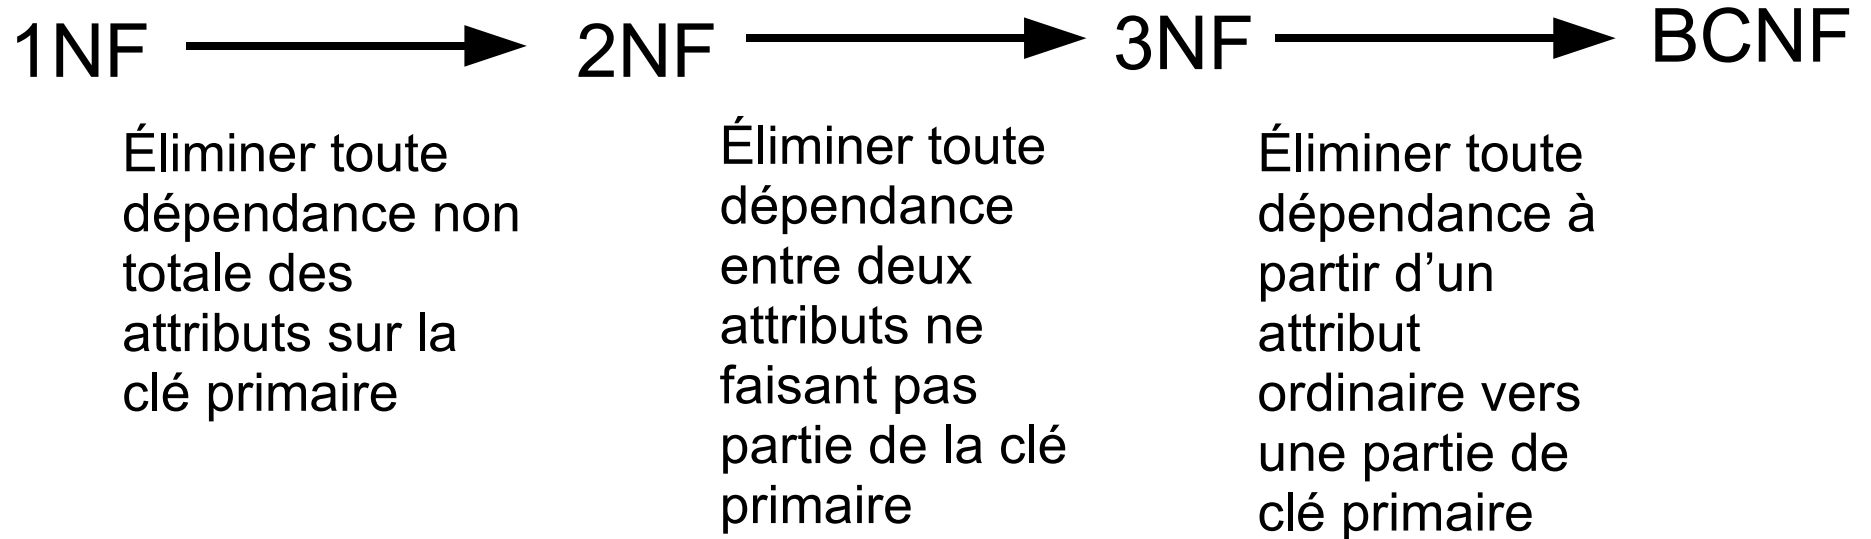 1NF 2NF 3NF BCNF
Éliminer toute
dépendance non
totale des
attributs sur la
clé primaire
Éliminer toute
dépendance
entre deux
attributs ne
faisant pas
partie de la clé
primaire
Éliminer toute
dépendance à
partir d’un
attribut
ordinaire vers
une partie de
clé primaire